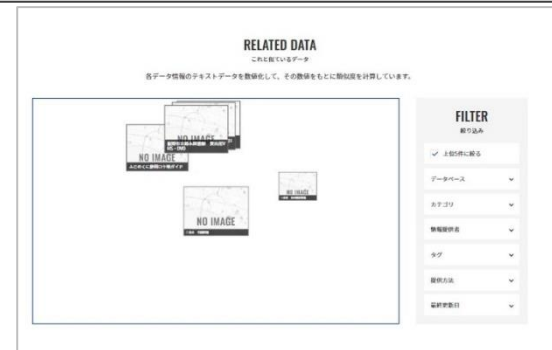 RELATED DATA
これと似ているデータ
各データ情報のテキストデータを数値化して、その数値をもとに類似度を計算しています。
NO IMAGE
NO IMAGE
NO IMAGE
FILTER
絞り込み
上位5件に絞る
データベース
カテゴリ
情報提供者
タグ
提供方法
最終更新日